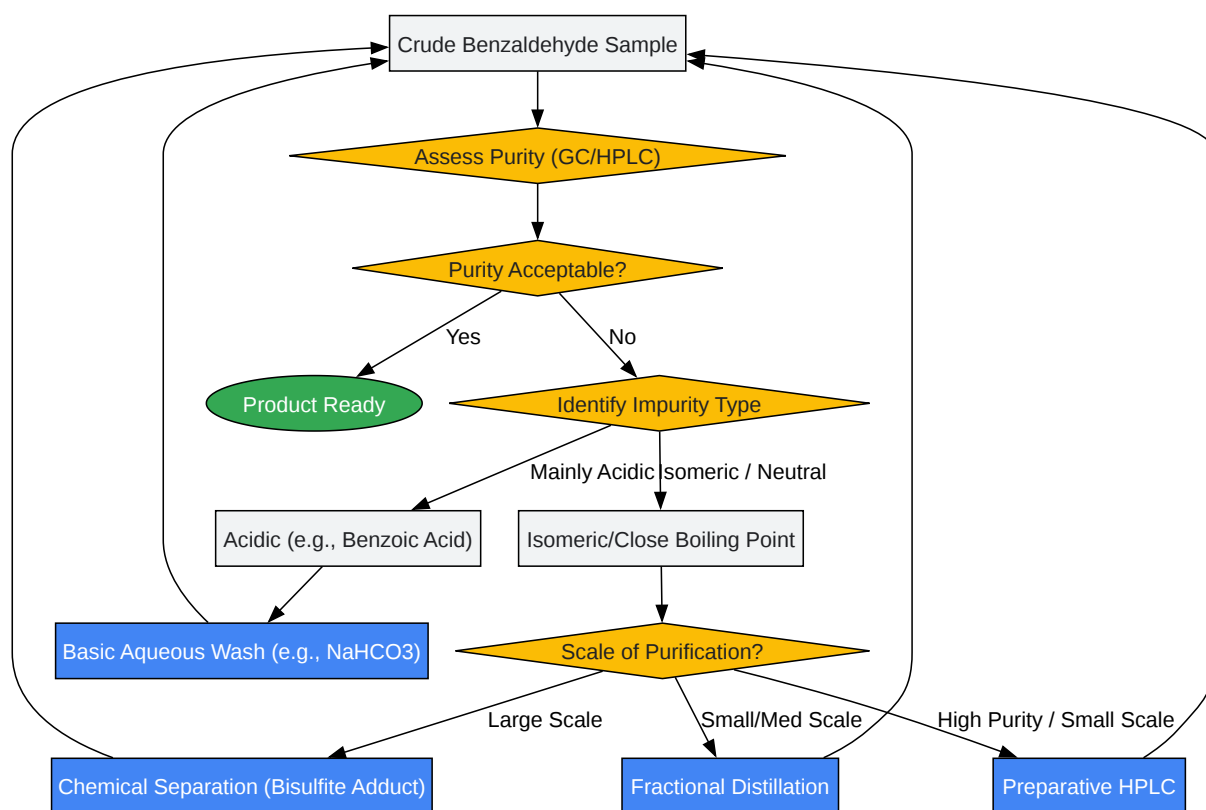 Crude Benzaldehyde Sample
Assess Purity (GC/HPLC)
Purity Acceptable?
Yes
No
Product Ready
Identify Impurity Type
Mainly Acidic
Isomeric / Neutral
Acidic (e.g., Benzoic Acid)
Isomeric/Close Boiling Point
Basic Aqueous Wash (e.g., NaHCO3)
Scale of Purification?
Large Scale
Small/Med Scale
High Purity / Small Scale
Chemical Separation (Bisulfite Adduct)
Fractional Distillation
Preparative HPLC